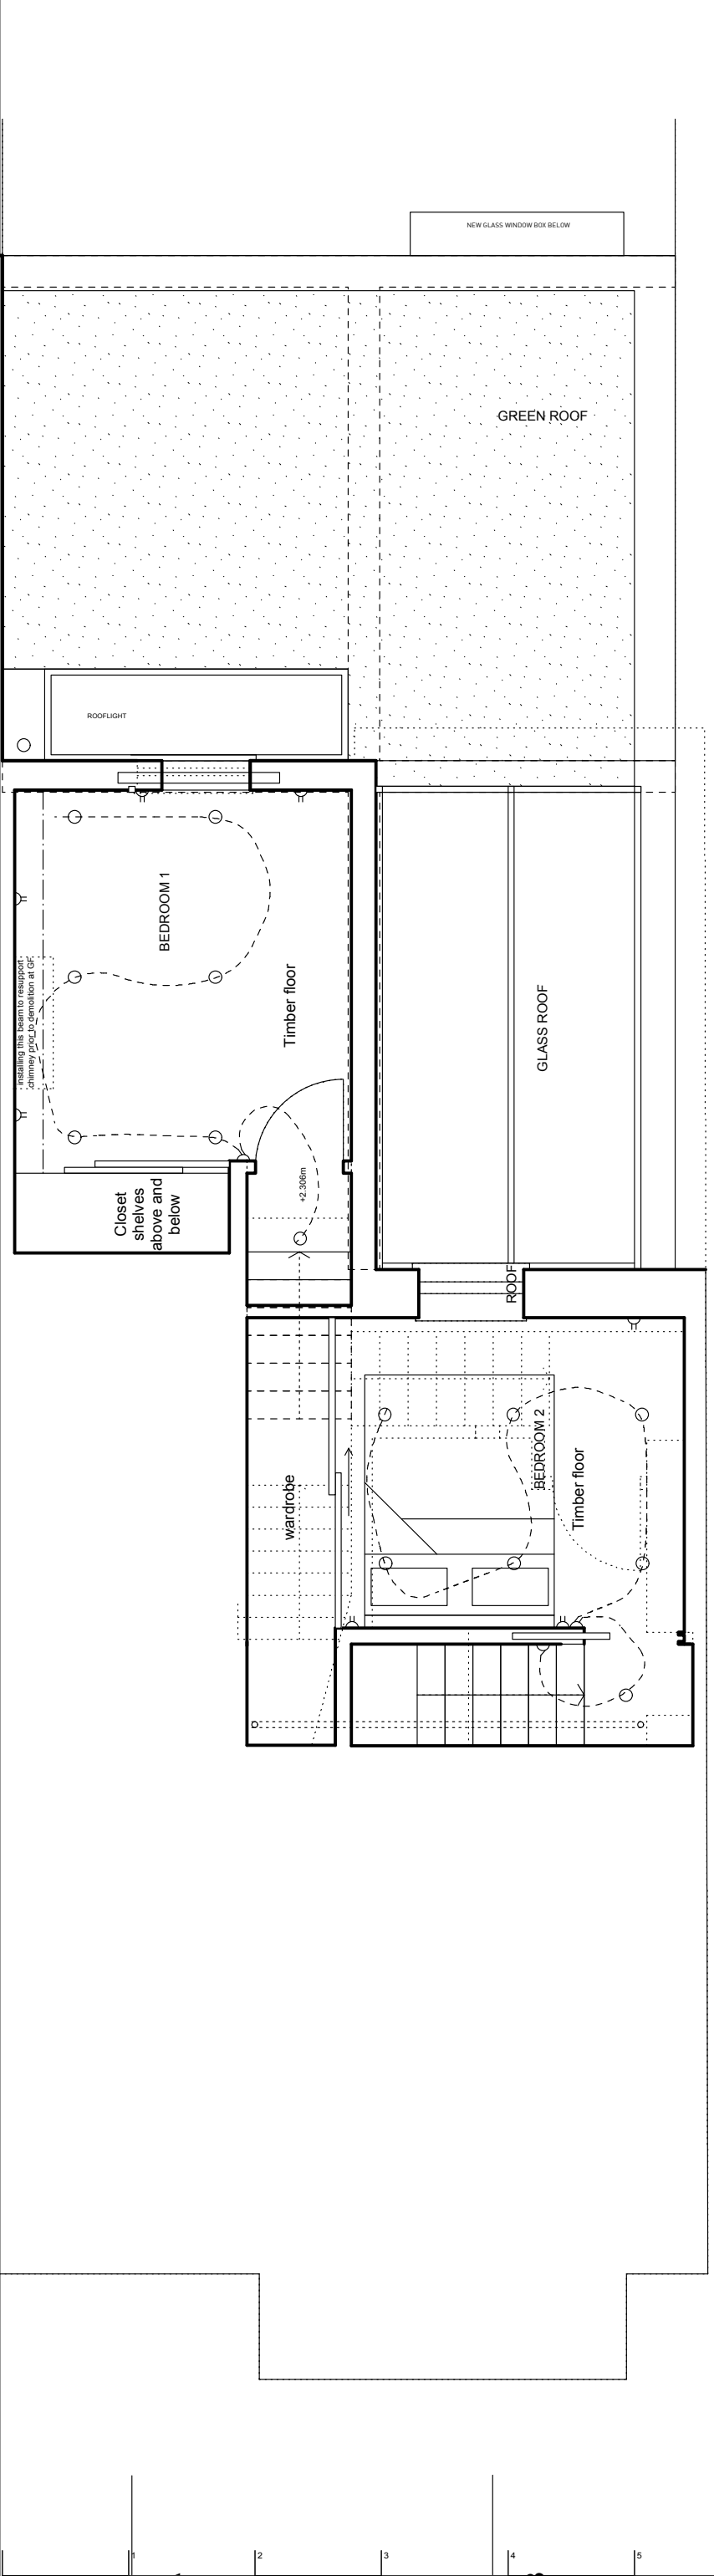 NEW GLASS WINDOW BOX BELOW
GREEN ROOF
ROOFLIGHT
BEDROOM 1
Timber floor
GLASS ROOF
installing this beam to resupport
chimney prior to demolition at GF.
Closet
shelves
above and
below
+2.306m
ROOF
BEDROOM 2
Timber floor
wardrobe
1
2
3
4
5